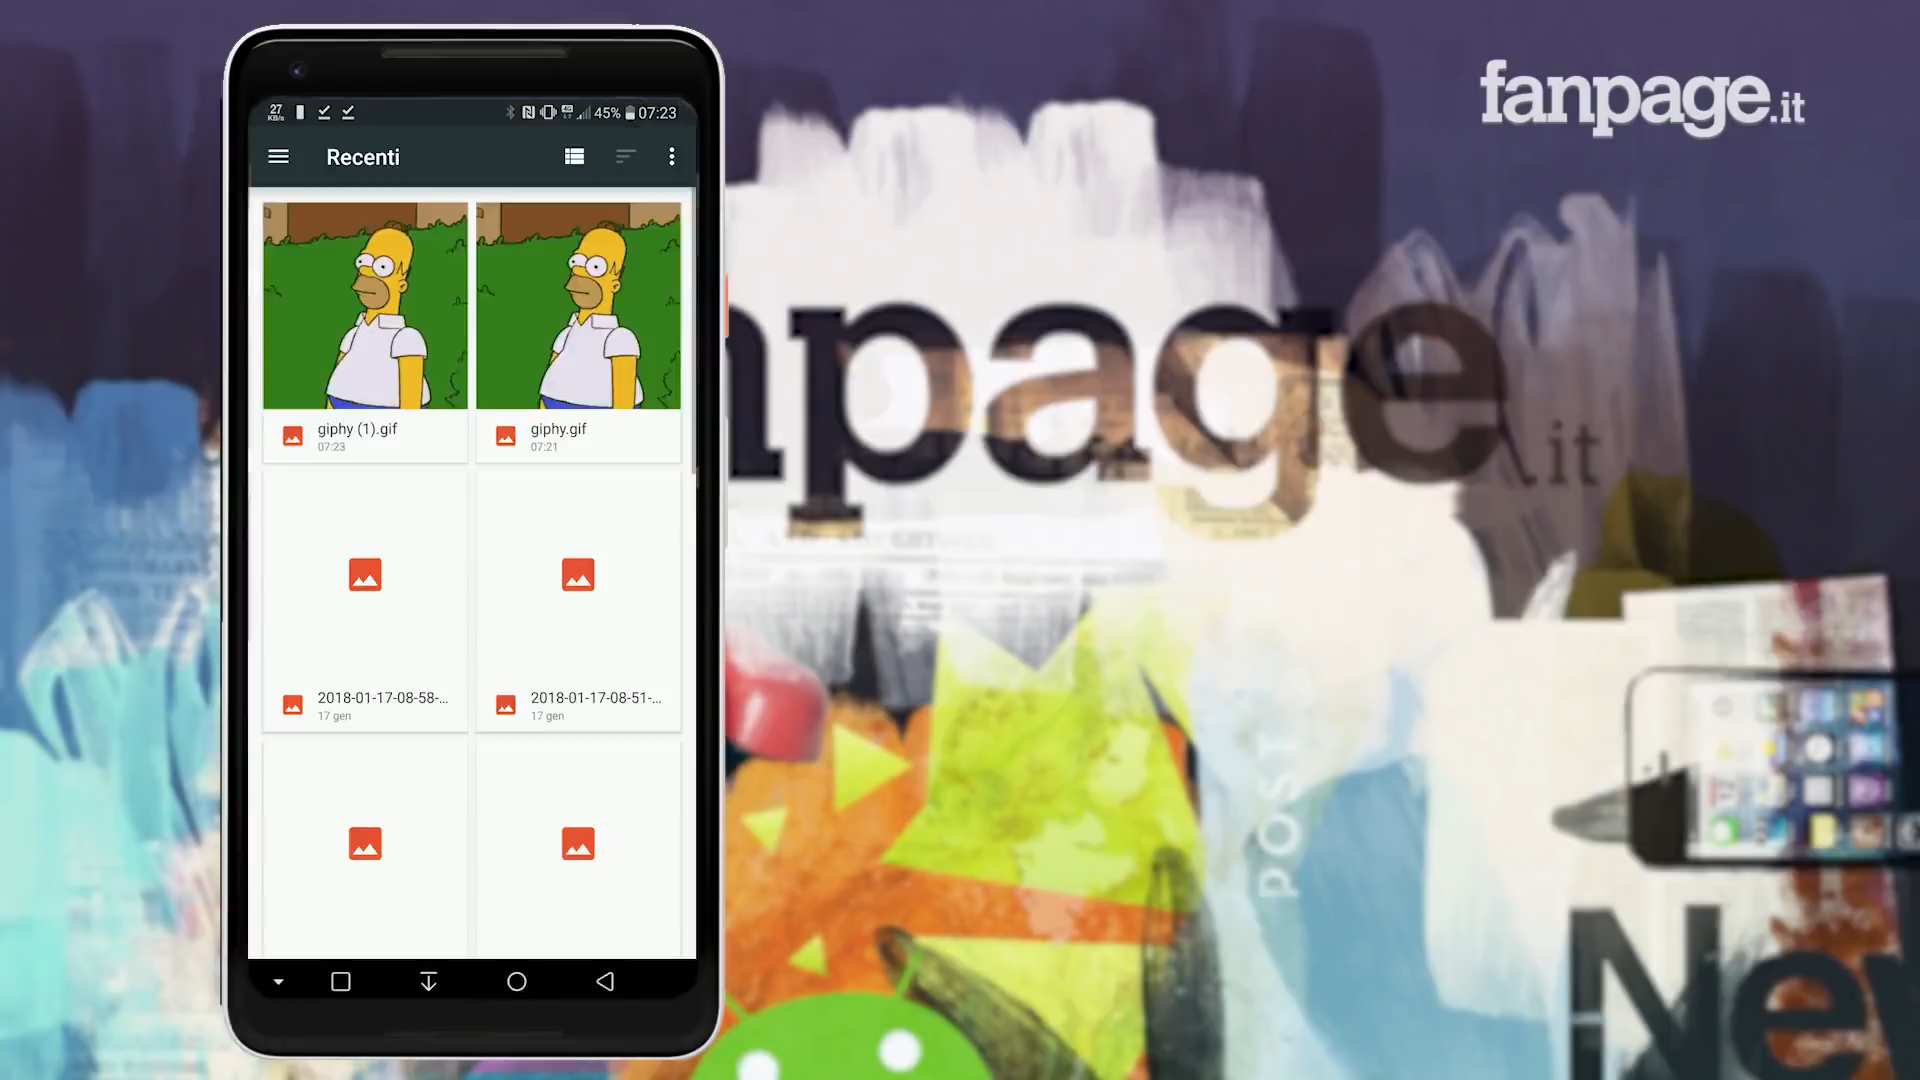 fanpage.it
27
KB/s
45%
07:23
Recenti
giphy (1).gif
07:23
giphy.gif
07:21
2018-01-17-08-58-...
17 gen
2018-01-17-08-51-...
17 gen
npage.it
POST
New